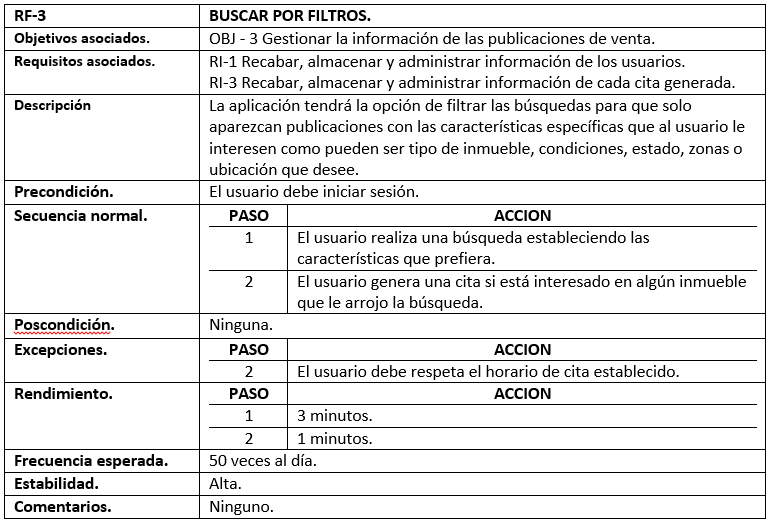 RF-3 BUSCAR POR FILTROS.
Objetivos asociados. OBJ - 3 Gestionar la información de las publicaciones de venta.
Requisitos asociados. RI-1 Recabar, almacenar y administrar información de los usuarios.
RI-3 Recabar, almacenar y administrar información de cada cita generada.
Descripción La aplicación tendrá la opción de filtrar las búsquedas para que solo
aparezcan publicaciones con las características específicas que al usuario le
interesen como pueden ser tipo de inmueble, condiciones, estado, zonas o
ubicación que desee.
Precondición. El usuario debe iniciar sesión.
Secuencia normal. PASO ACCION
1 El usuario realiza una búsqueda estableciendo las
características que prefiera.
2 El usuario genera una cita si está interesado en algún inmueble
que le arrojo la búsqueda.
Poscondición. Ninguna.
Excepciones. PASO ACCION
2 El usuario debe respeta el horario de cita establecido.
Rendimiento. PASO ACCION
1 3 minutos.
2 1 minutos.
Frecuencia esperada. 50 veces al día.
Estabilidad. Alta.
Comentarios. Ninguno.